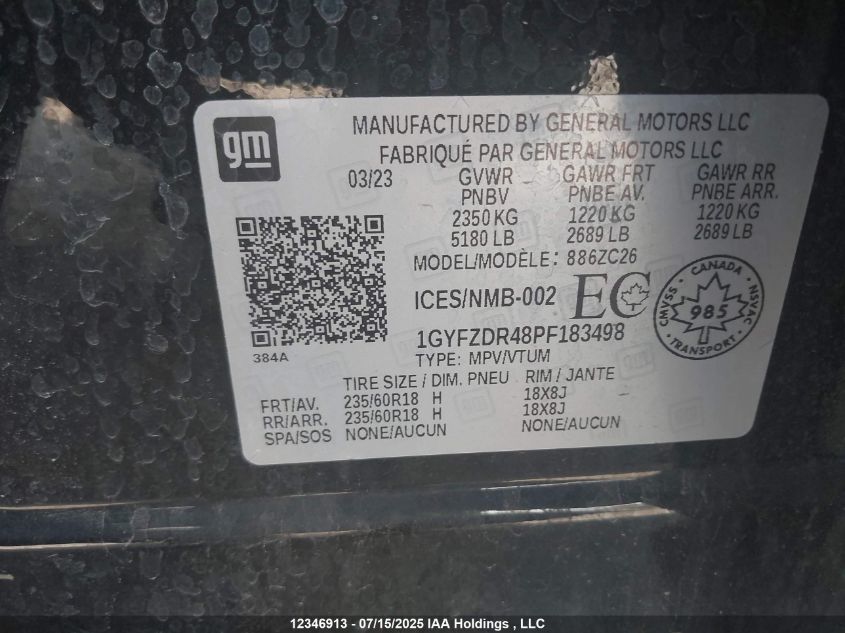 gm
MANUFACTURED BY GENERAL MOTORS LLC
FABRIQUÉ PAR GENERAL MOTORS LLC
03/23 GVWR GAWR FRT GAWR RR
PNBV PNBE AV. PNBE ARR.
2350 KG 1220 KG 1220 KG
5180 LB 2689 LB 2689 LB
MODEL/MODÈLE: 886ZC26
ICES/NMB-002 EC
CANADA
CMVSS 985 NSVAC
TRANSPORT
1GYFZDR48PF183498
384A
TYPE: MPV/VTUM
TIRE SIZE / DIM. PNEU RIM / JANTE
FRT/AV. 235/60R18 H 18X8J
RR/ARR. 235/60R18 H 18X8J
SPA/SOS NONE/AUCUN NONE/AUCUN
12346913 - 07/15/2025 IAA Holdings , LLC